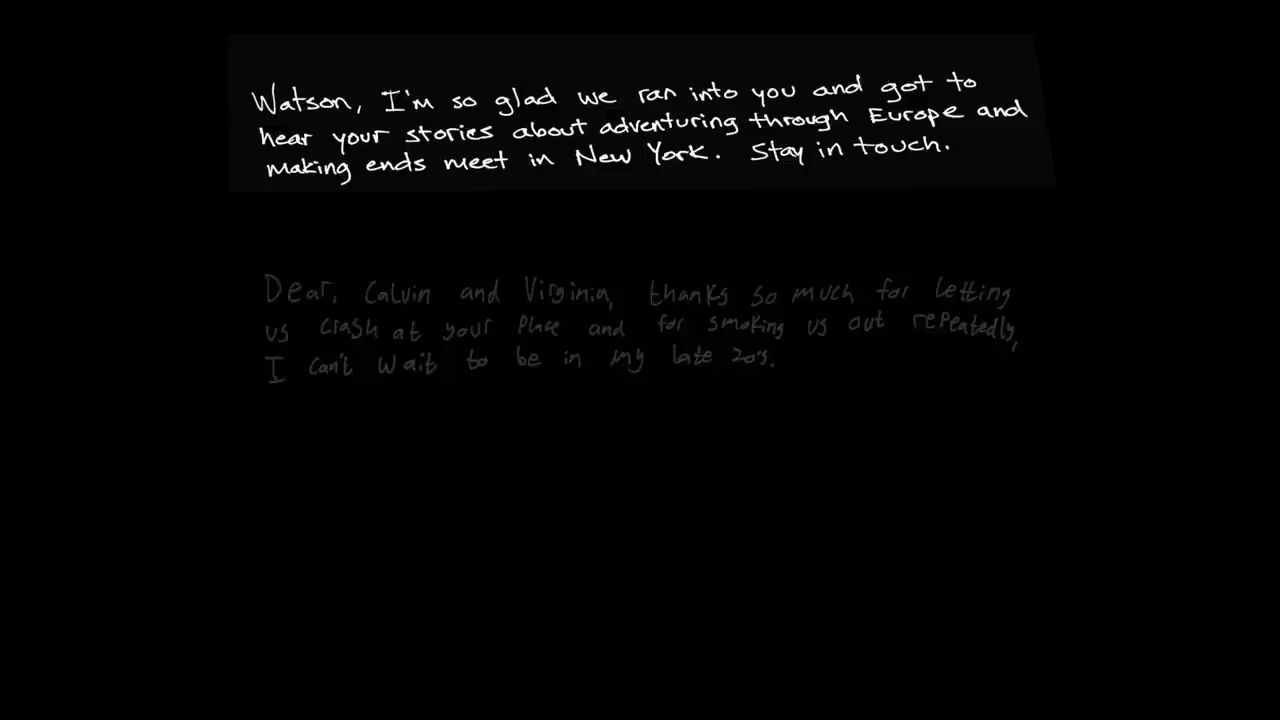 Watson, I'm so glad we ran into you and got to
hear your stories about adventuring through Europe and
making ends meet in New York. Stay in touch.
Dear, Calvin and Virginia, thanks so much for letting
us crash at your place and for smoking us out repeatedly,
I can't wait to be in my late 20's.